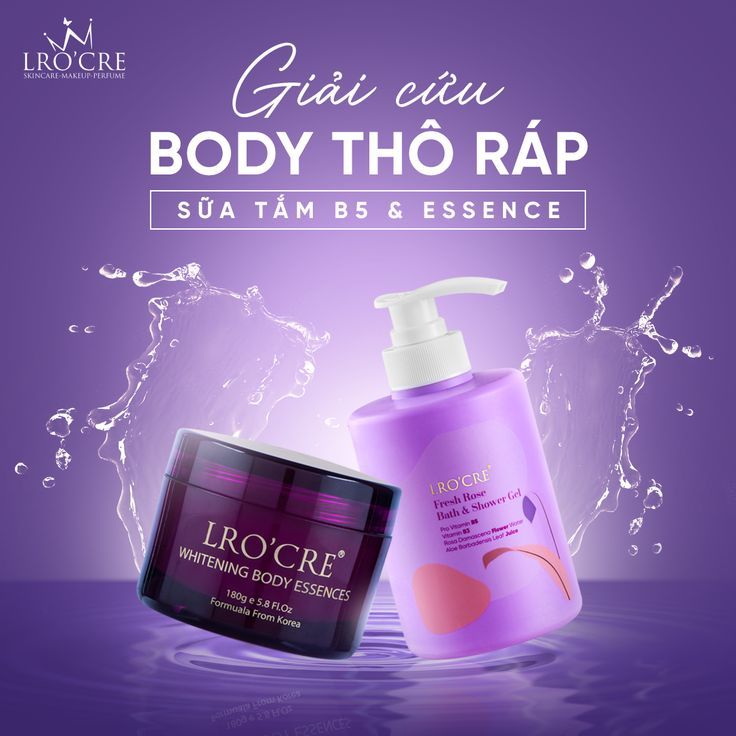 LRO'CRE
SKINCARE-MAKEUP-PERFUME
Giải cứu
BODY THÔ RÁP
SỮA TẮM B5 & ESSENCE
LRO'CRE®
Fresh Rose
Bath & Shower Gel
Pro Vitamin B5
Vitamin B3
Rosa Damascena Flower Water
Aloe Barbadensis Leaf Juice
LRO'CRE®
WHITENING BODY ESSENCES
180g e 5.8 Fl.Oz
Formuala From Korea